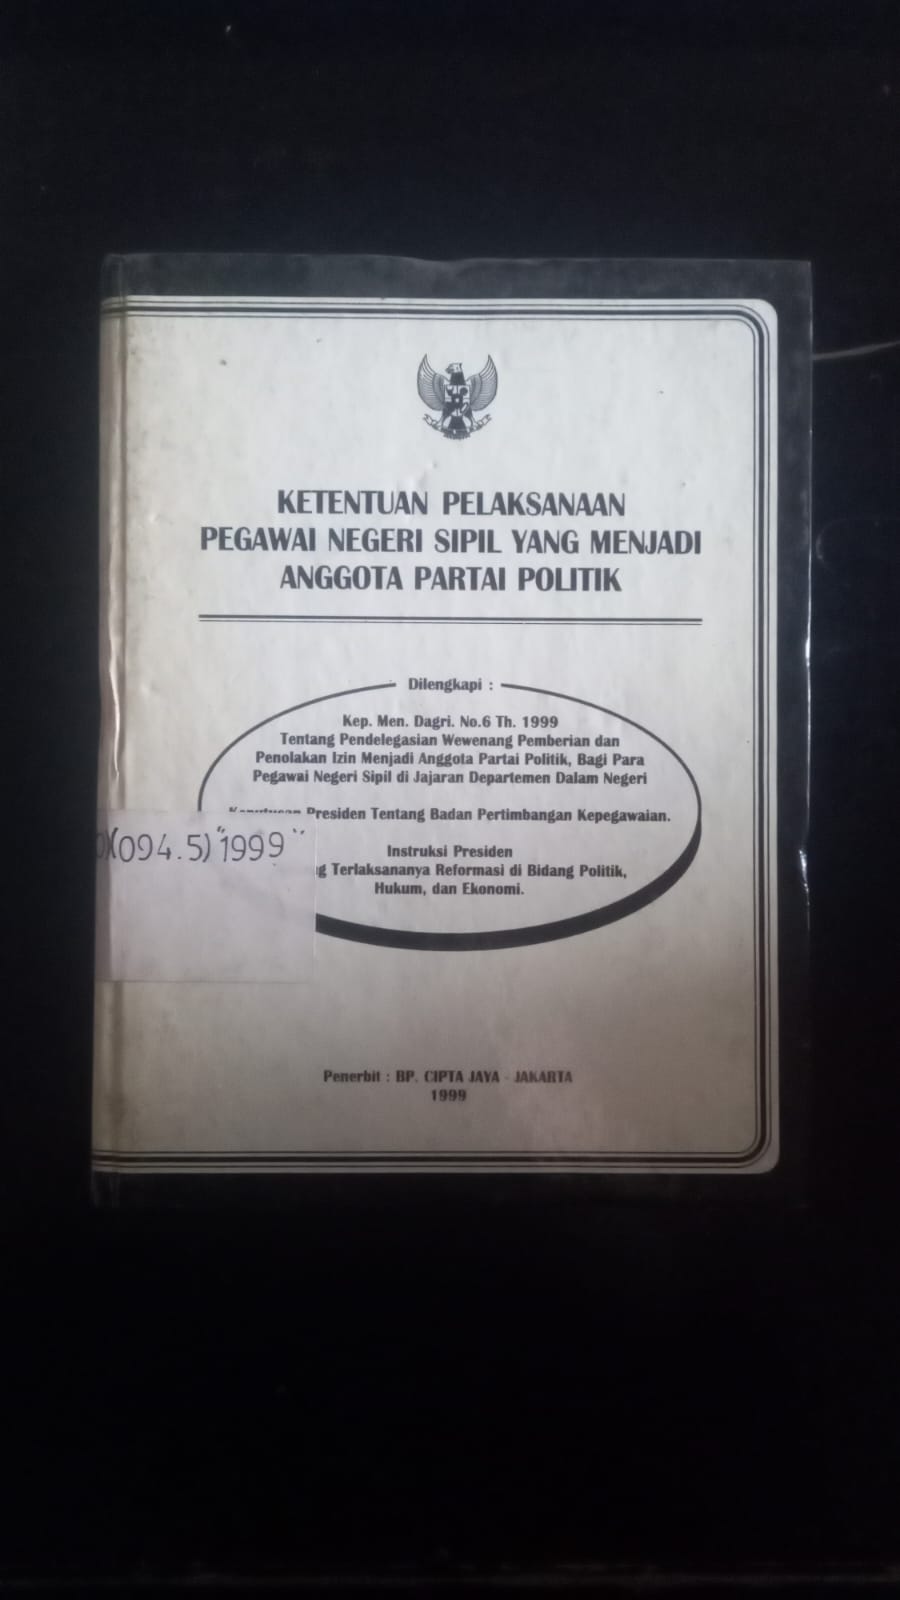 KETENTUAN PELAKSANAAN
PEGAWAI NEGERI SIPIL YANG MENJADI
ANGGOTA PARTAI POLITIK
Dilengkapi :
Kep. Men. Dagri. No.6 Th. 1999
Tentang Pendelegasian Wewenang Pemberian dan
Penolakan Izin Menjadi Anggota Partai Politik, Bagi Para
Pegawai Negeri Sipil di Jajaran Departemen Dalam Negeri
Keputusan Presiden Tentang Badan Pertimbangan Kepegawaian.
)(094.5) "1999"
Instruksi Presiden
g Terlaksananya Reformasi di Bidang Politik,
Hukum, dan Ekonomi.
Penerbit : BP. CIPTA JAYA - JAKARTA
1999